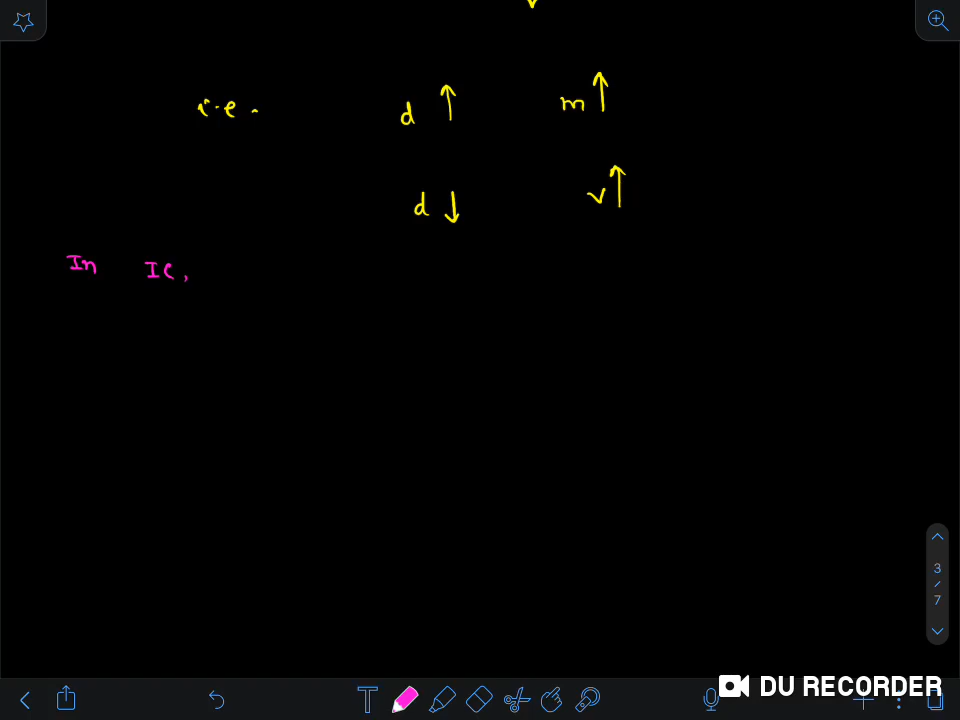 i.e. d ↑ m ↑
d ↓ v ↑
In IC,
3
/
7
T
DU RECORDER